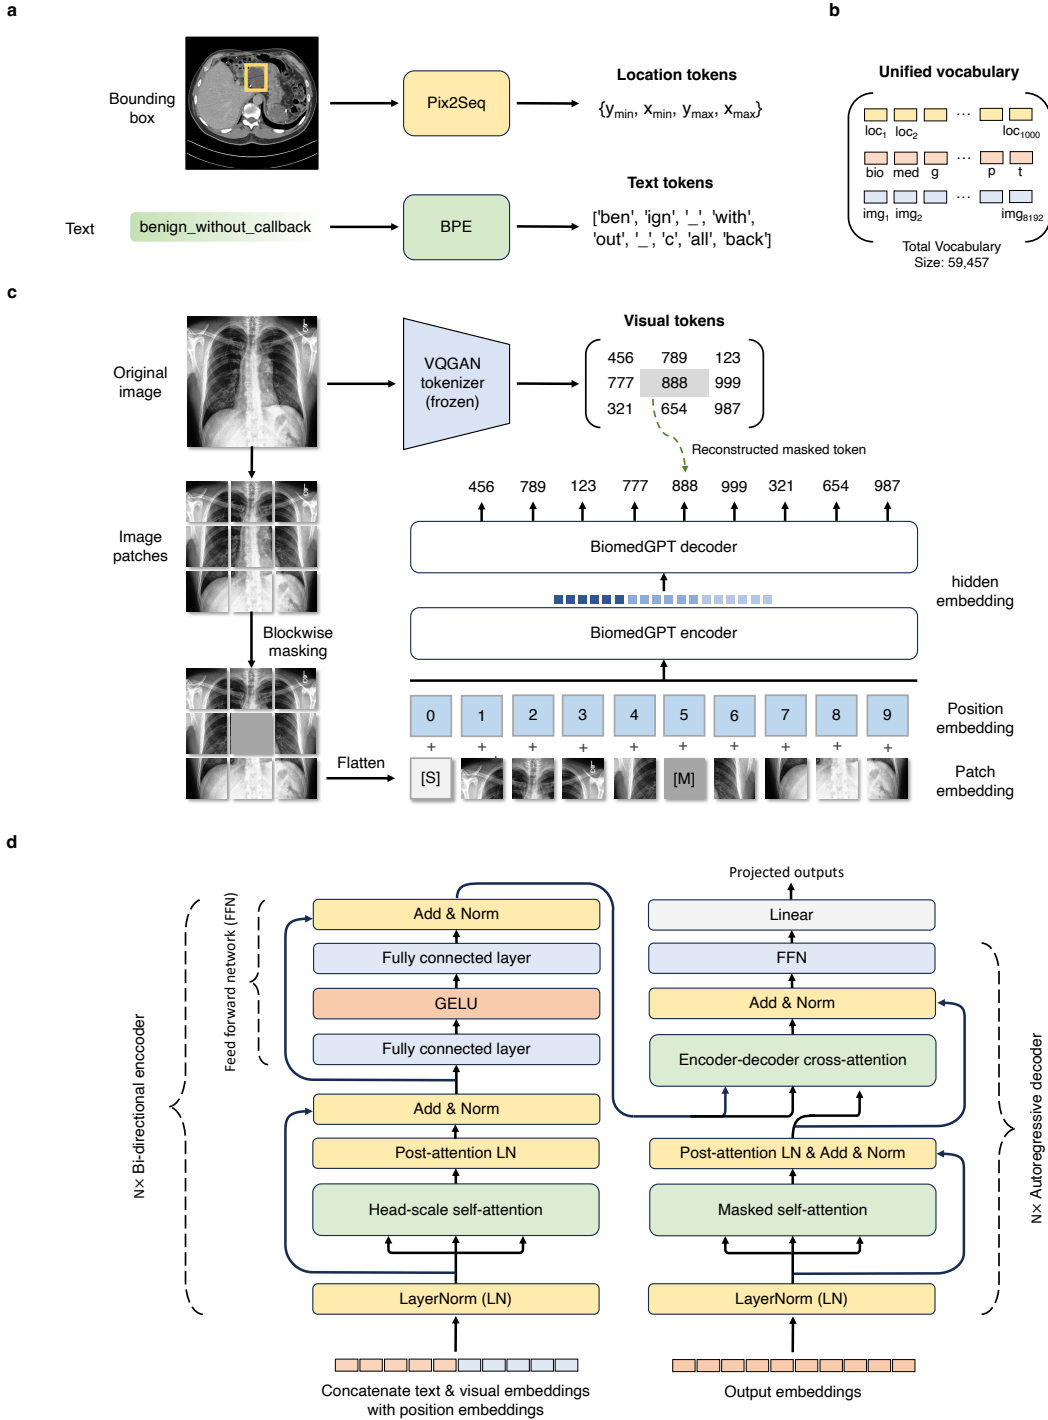 a
Bounding
box
Pix2Seq
Location tokens
{ymin, xmin, ymax, xmax}
Text
benign_without_callback
BPE
Text tokens
['ben', 'ign', '_', 'with',
'out', '_', 'c', 'all', 'back']
b
Unified vocabulary
loc1 loc2 ... loc1000
bio med g ... p t
img1 img2 ... img8192
Total Vocabulary
Size: 59,457
c
Original
image
VQGAN
tokenizer
(frozen)
Visual tokens
456 789 123
777 888 999
321 654 987
Reconstructed masked token
456 789 123 777 888 999 321 654 987
Image
patches
BiomedGPT decoder
hidden
embedding
BiomedGPT encoder
Blockwise
masking
0 1 2 3 4 5 6 7 8 9
Position
embedding
+ + + + + + + + + +
Flatten
[S] [M]
Patch
embedding
d
N× Bi-directional enccoder
Feed forward network (FFN)
Add & Norm
Fully connected layer
GELU
Fully connected layer
Add & Norm
Post-attention LN
Head-scale self-attention
LayerNorm (LN)
Concatenate text & visual embeddings
with position embeddings
Projected outputs
Linear
FFN
Add & Norm
Encoder-decoder cross-attention
Post-attention LN & Add & Norm
Masked self-attention
LayerNorm (LN)
Output embeddings
N× Autoregressive decoder